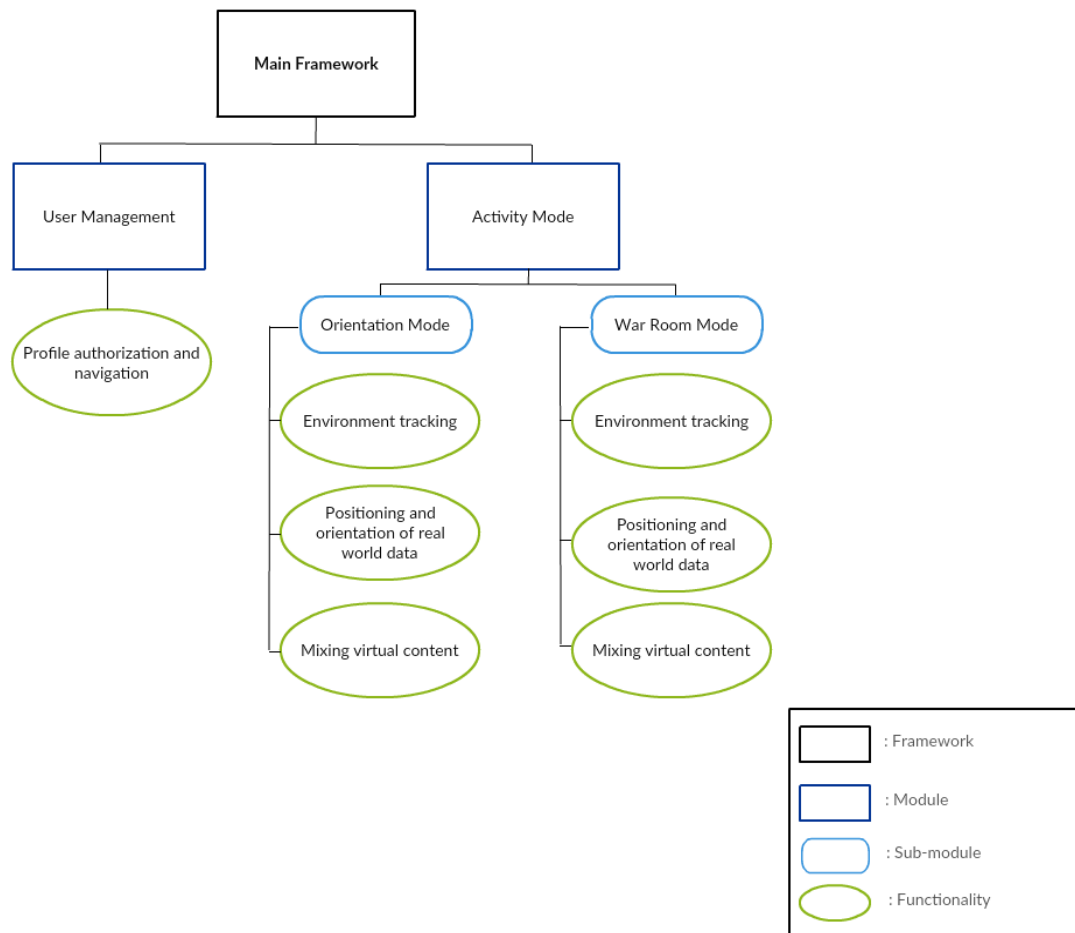 Main Framework
User Management
Activity Mode
Orientation Mode
War Room Mode
Profile authorization and
navigation
Environment tracking
Environment tracking
Positioning and
orientation of real
world data
Positioning and
orientation of real
world data
Mixing virtual content
Mixing virtual content
: Framework
: Module
: Sub-module
: Functionality